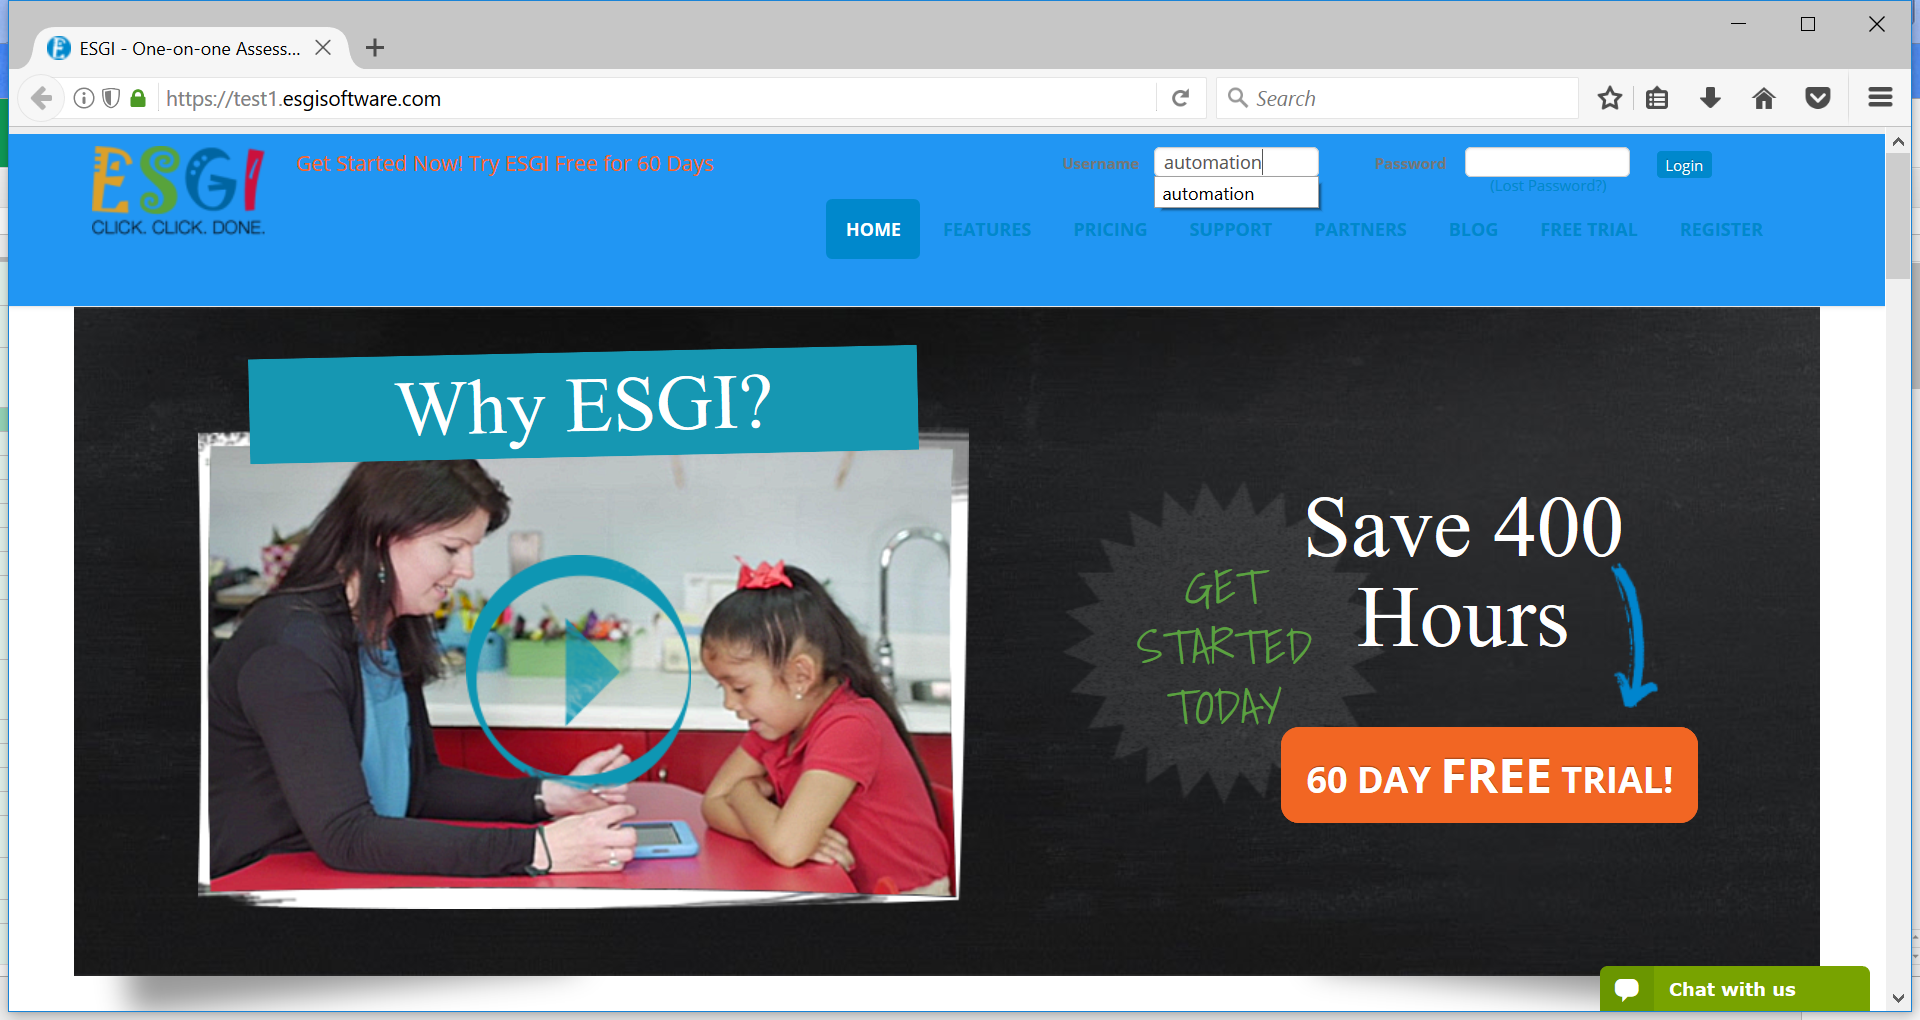 ESGI - One-on-one Assess...
https://test1.esgisoftware.com
Search
ESGI
CLICK. CLICK. DONE.
Get Started Now! Try ESGI Free for 60 Days
Username
automation
Password
Login
automation
(Lost Password?)
HOME
FEATURES
PRICING
SUPPORT
PARTNERS
BLOG
FREE TRIAL
REGISTER
Why ESGI?
Save 400
Hours
GET
STARTED
TODAY
60 DAY FREE TRIAL!
Chat with us